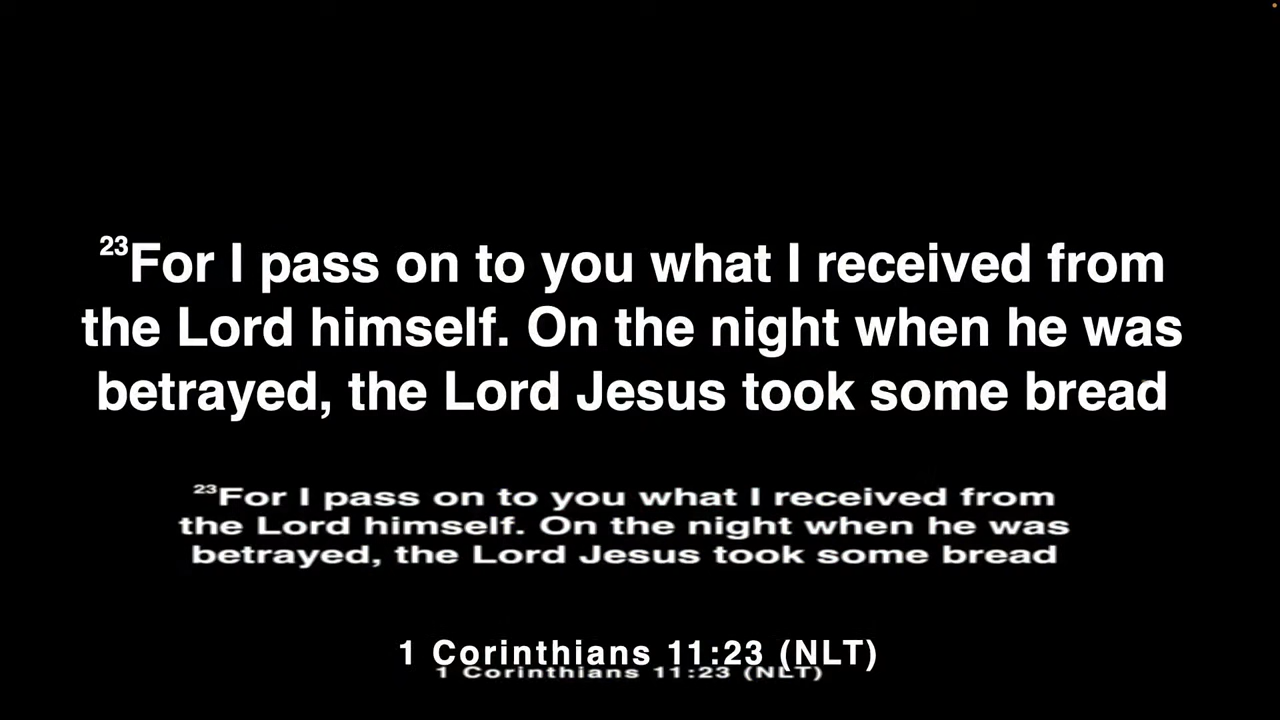 23For I pass on to you what I received from
the Lord himself. On the night when he was
betrayed, the Lord Jesus took some bread
23For I pass on to you what I received from
the Lord himself. On the night when he was
betrayed, the Lord Jesus took some bread
1 Corinthians 11:23 (NLT)
1 Corinthians 11:23 (NLT)